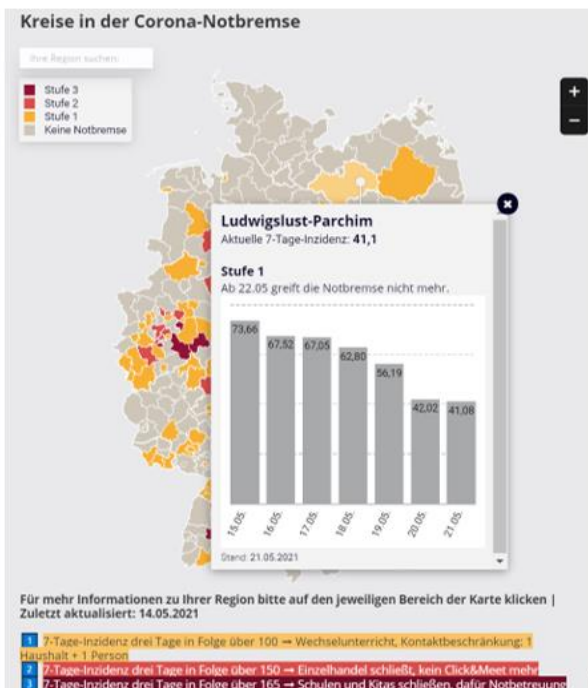 Kreise in der Corona-Notbremse
Ihre Region suchen
Stufe 3
Stufe 2
Stufe 1
Keine Notbremse
+
−
Ludwigslust-Parchim
Aktuelle 7-Tage-Inzidenz: 41,1
Stufe 1
Ab 22.05 greift die Notbremse nicht mehr.
73,66
67,52
67,05
62,80
56,19
42,02
41,08
15.05.
16.05.
17.05.
18.05.
19.05.
20.05.
21.05.
Stand: 21.05.2021
Für mehr Informationen zu Ihrer Region bitte auf den jeweiligen Bereich der Karte klicken |
Zuletzt aktualisiert: 14.05.2021
1 7-Tage-Inzidenz drei Tage in Folge über 100 → Wechselunterricht, Kontaktbeschränkung: 1
Haushalt + 1 Person
2 7-Tage-Inzidenz drei Tage in Folge über 150 → Einzelhandel schließt, kein Click&Meet mehr
3 7-Tage-Inzidenz drei Tage in Folge über 165 → Schulen und Kitas schließen, dafür Notbetreuung